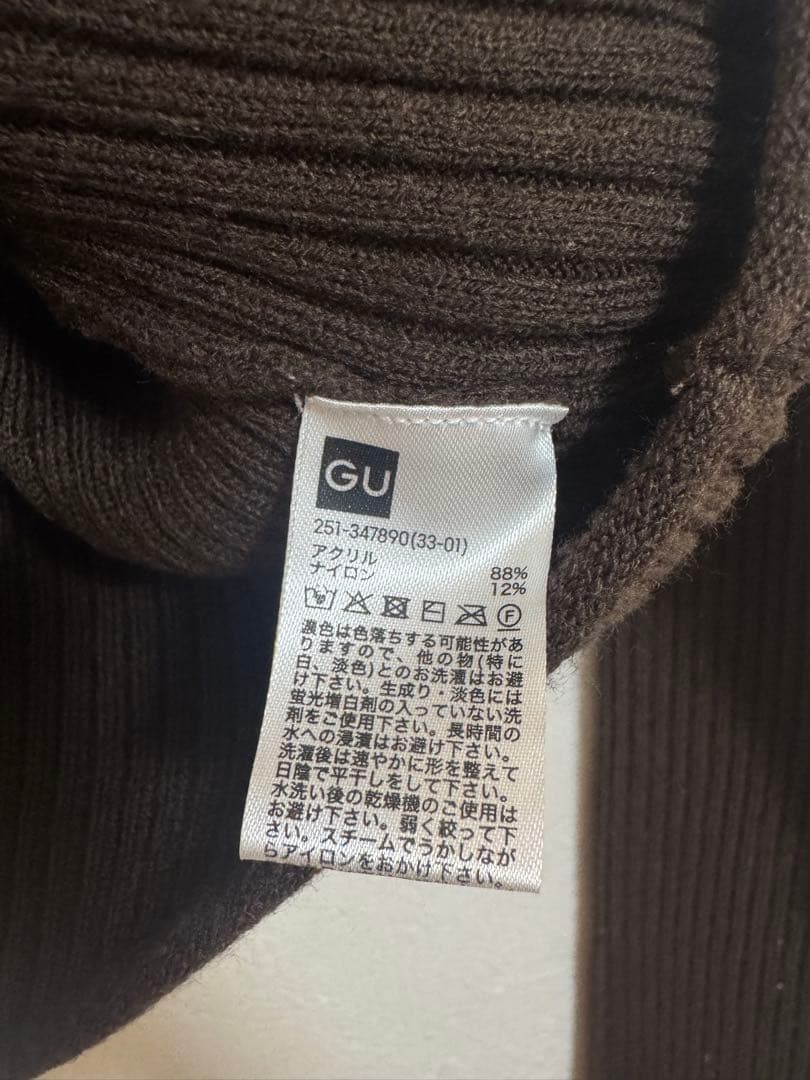 GU
251-347890(33-01)
アクリル 88%
ナイロン 12%
F
濃色は色落ちする可能性があ
りますので、他の物(特に
白、淡色)とのお洗濯はお避
け下さい。生成り・淡色には
蛍光増白剤の入っていない洗
剤をご使用下さい。長時間の
水への浸漬はお避け下さい。
洗濯後は速やかに形を整えて
日陰で平干しをして下さい。
水洗い後の乾燥機のご使用は
お避け下さい。弱く絞って下
さい。スチームでうかしなが
らアイロンをおかけ下さい。